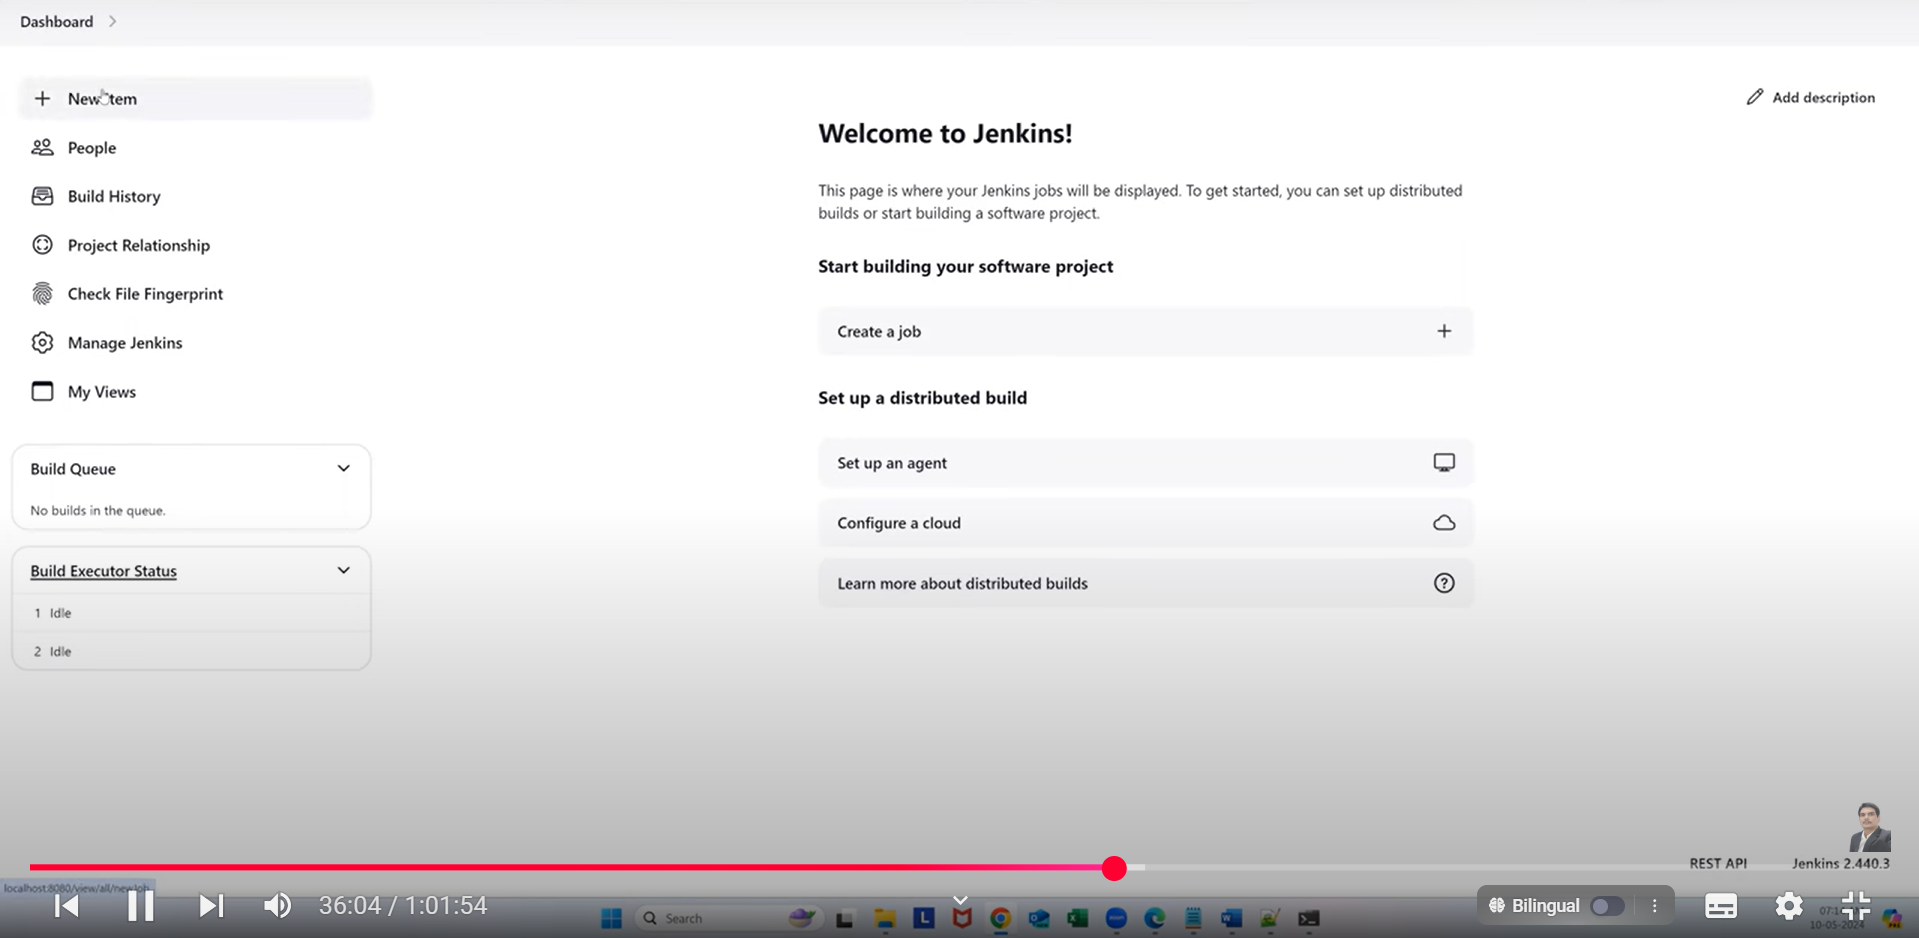 Dashboard
New Item
Add description
People
Build History
Project Relationship
Check File Fingerprint
Manage Jenkins
My Views
Build Queue
No builds in the queue.
Build Executor Status
1 Idle
2 Idle
Welcome to Jenkins!
This page is where your Jenkins jobs will be displayed. To get started, you can set up distributed
builds or start building a software project.
Start building your software project
Create a job
Set up a distributed build
Set up an agent
Configure a cloud
Learn more about distributed builds
REST API
Jenkins 2.440.3
localhost:8080/view/all/newJob
36:04 / 1:01:54
Search
Bilingual
10-05-2024